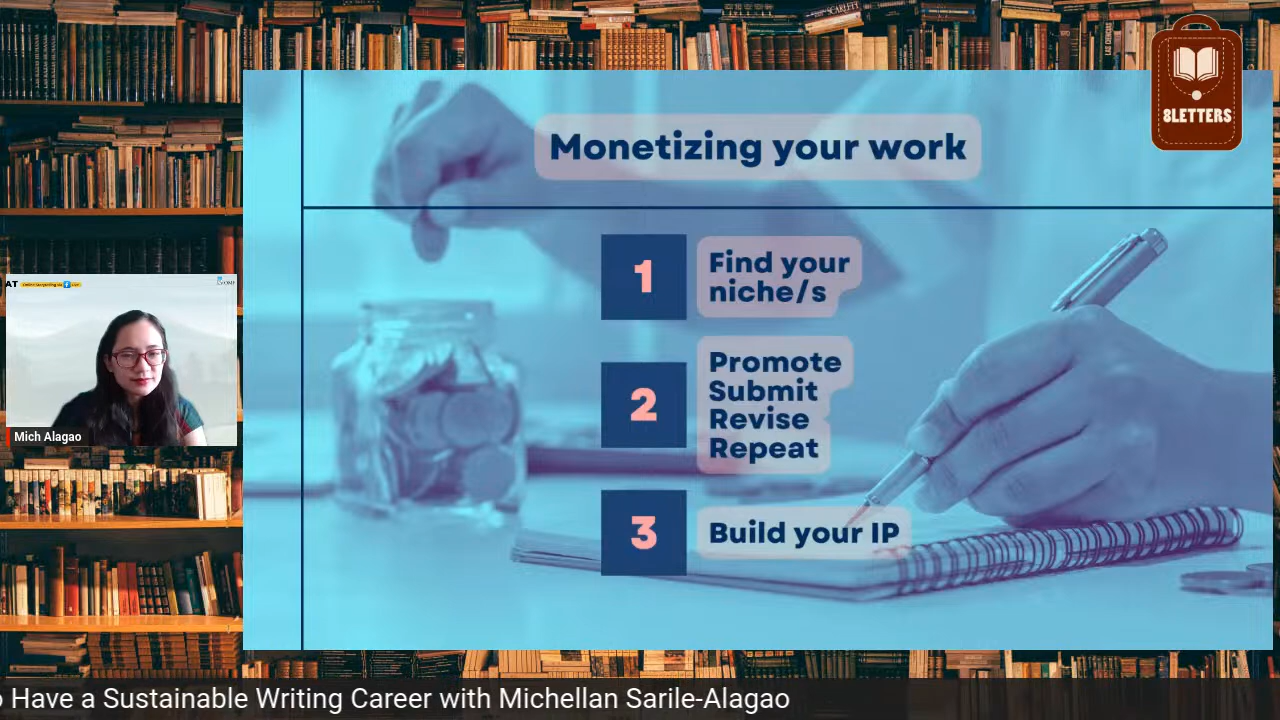 8LETTERS
Monetizing your work
1
Find your
niche/s
2
Promote
Submit
Revise
Repeat
3
Build your IP
AT
Mich Alagao
Have a Sustainable Writing Career with Michellan Sarile-Alagao